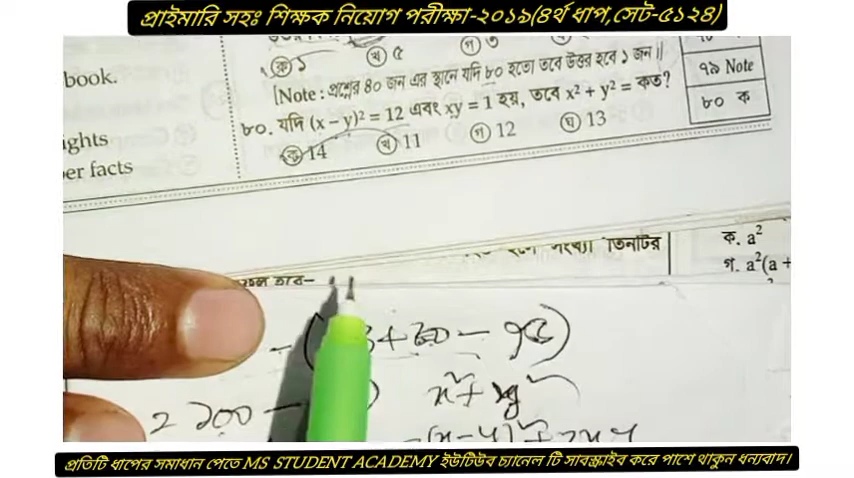 প্রাইমারি সহঃ শিক্ষক নিয়োগ পরীক্ষা-২০১৯(৪র্থ ধাপ,সেট-৫১২৪)
book.
ights
er facts
ক ১ খ ৫ গ ৩
[Note : প্রশ্নের ৪০ জন এর স্থানে যদি ৮০ হতো তবে উত্তর হবে ১ জন।]
৮০. যদি (x – y)² = 12 এবং xy = 1 হয়, তবে x² + y² = কত?
ক 14 খ 11 গ 12 ঘ 13
৭৯ Note
৮০ ক
সংখ্যা তিনটির
ক. a²
গ. a²(a +
x² + y²
প্রতিটি ধাপের সমাধান পেতে MS STUDENT ACADEMY ইউটিউব চ্যানেল টি সাবস্ক্রাইব করে পাশে থাকুন ধন্যবাদ।